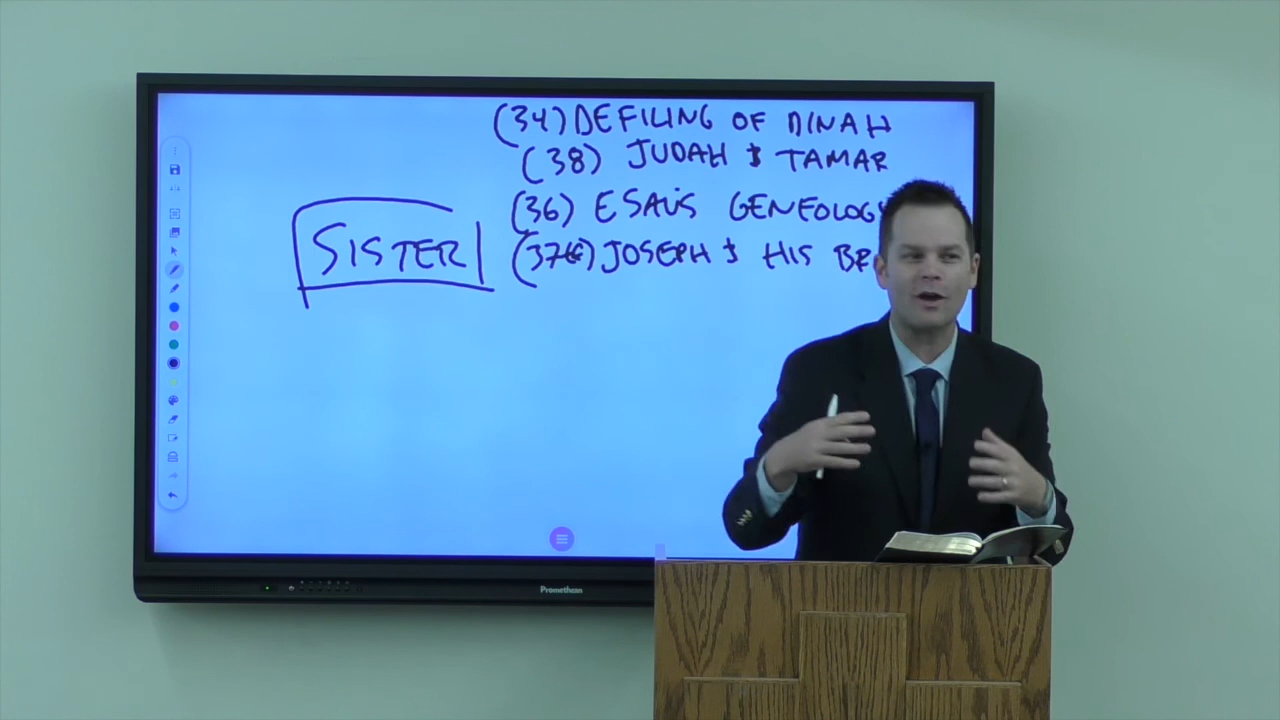 (34) DEFILING OF DINAH
(38) JUDAH & TAMAR
(36) ESAU'S GENEOLOGY
SISTER
(37) JOSEPH & HIS BR
Promethean